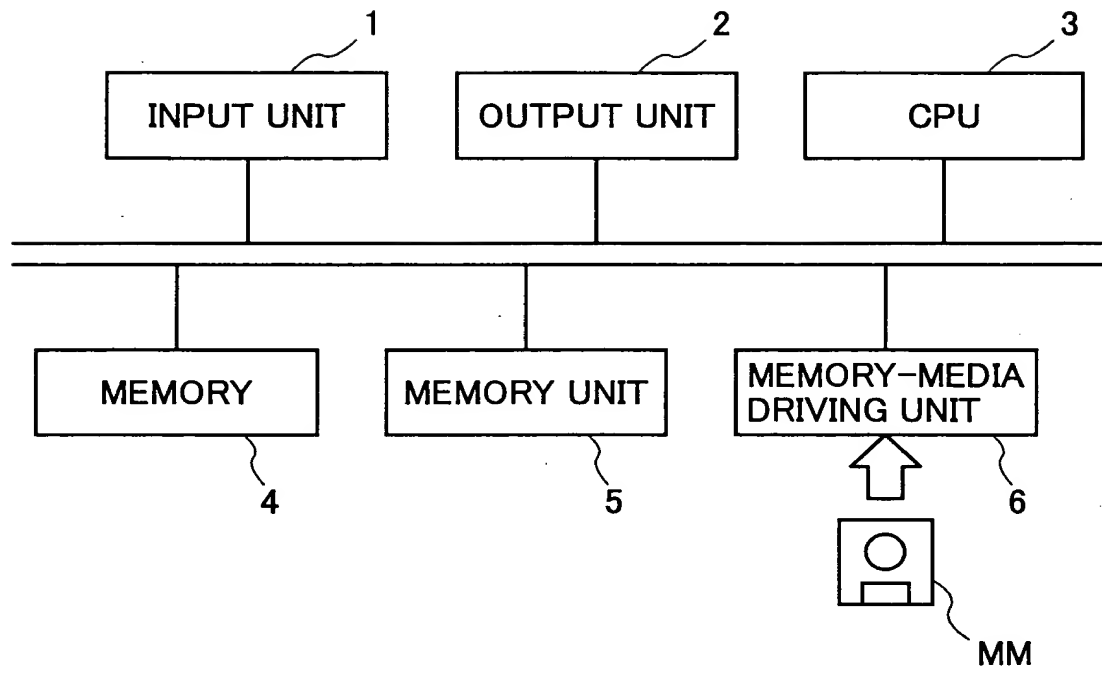 1
2
3
INPUT UNIT
OUTPUT UNIT
CPU
MEMORY
MEMORY UNIT
MEMORY-MEDIA
DRIVING UNIT
4
5
6
MM